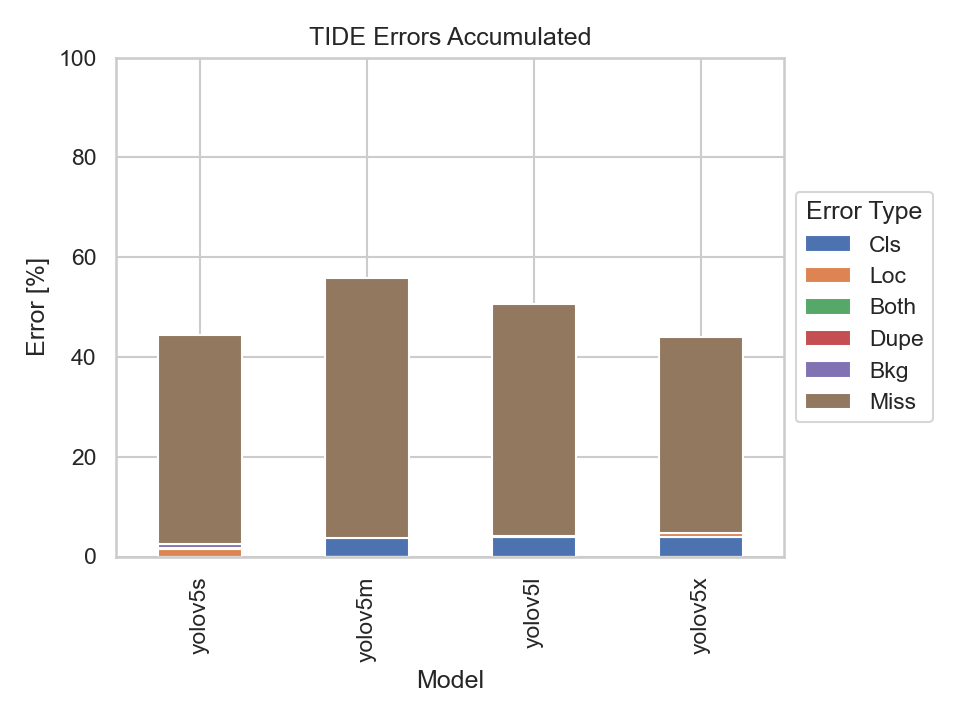 TIDE Errors Accumulated
100
80
60
40
20
0
Error [%]
yolov5s
yolov5m
yolov5l
yolov5x
Model
Error Type
Cls
Loc
Both
Dupe
Bkg
Miss